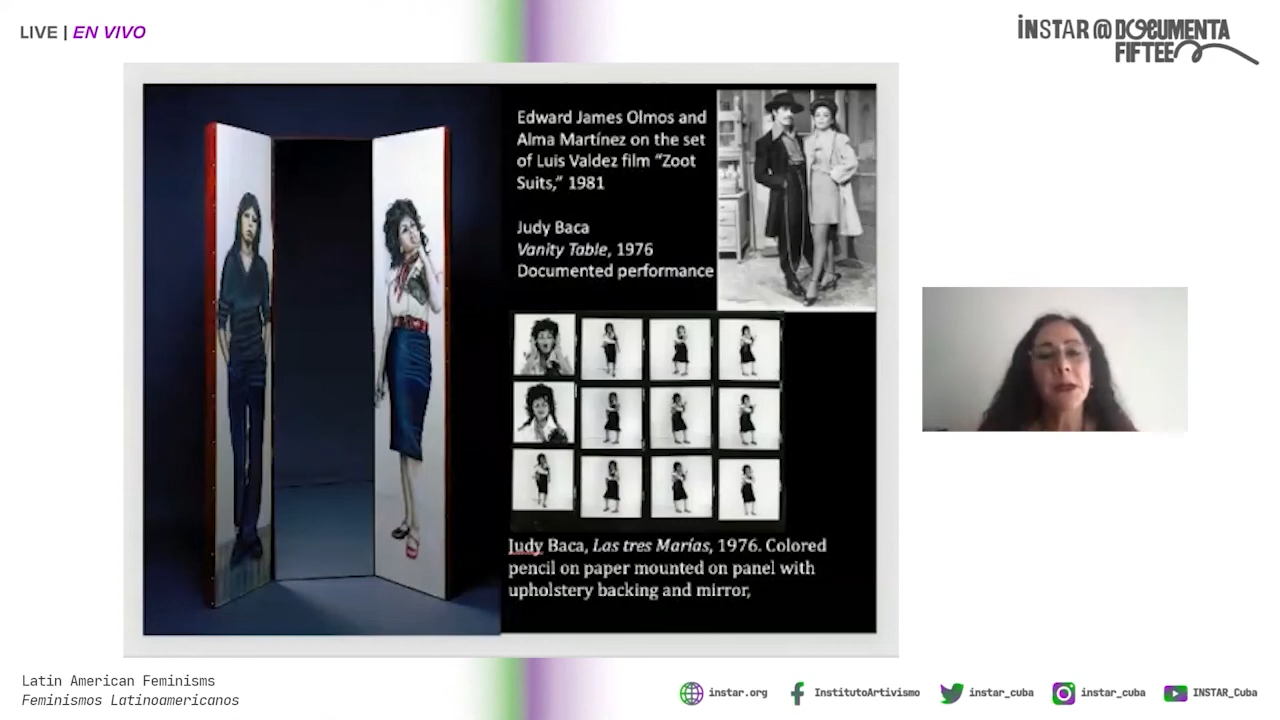 LIVE | EN VIVO
INSTAR @ DOCUMENTA
FIFTEEN
Edward James Olmos and
Alma Martínez on the set
of Luis Valdez film “Zoot
Suits,” 1981
Judy Baca
Vanity Table, 1976
Documented performance
Judy Baca, Las tres Marías, 1976. Colored
pencil on paper mounted on panel with
upholstery backing and mirror,
Latin American Feminisms
Feminismos Latinoamericanos
instar.org
InstitutoArtivismo
instar_cuba
instar_cuba
INSTAR_Cuba